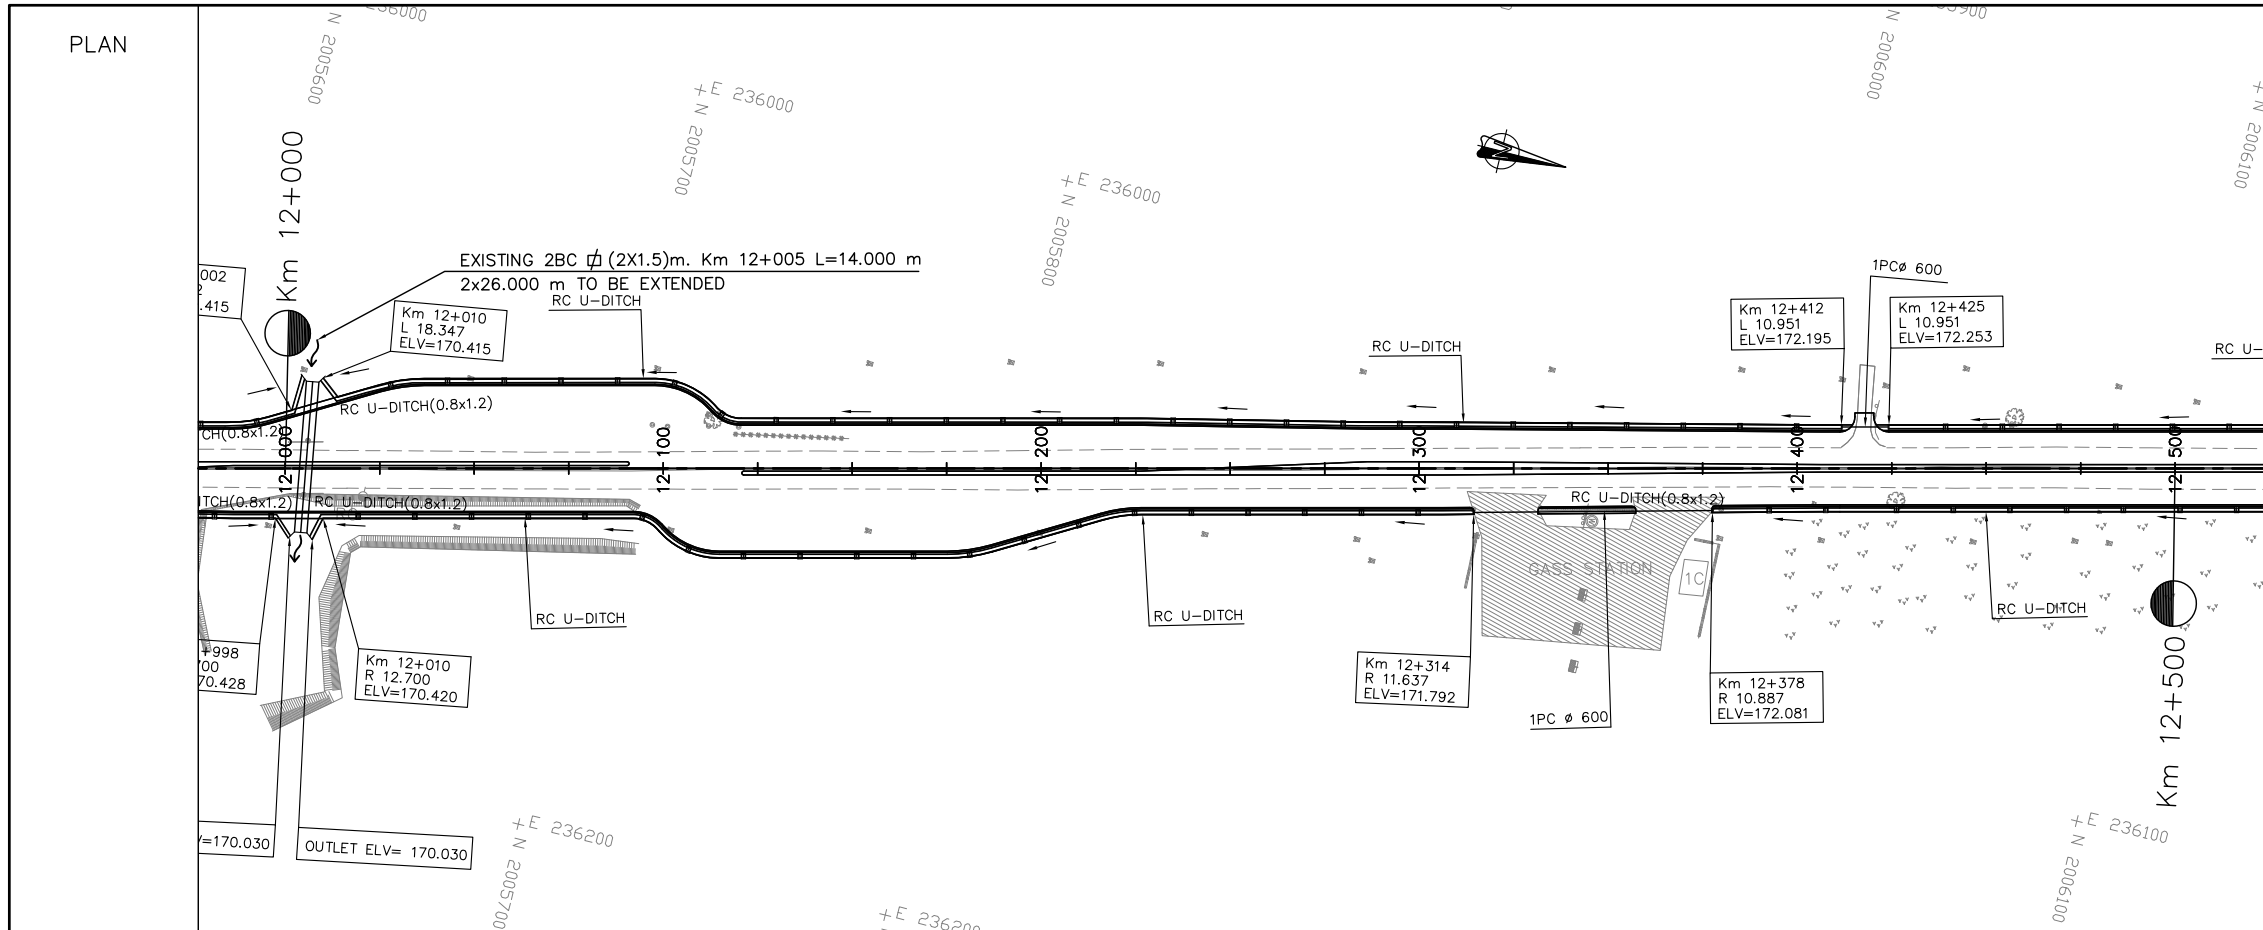 PLAN
236000
N 2005600
+E 236000
N 2005700
+E 236000
N 2005800
N 2006000
N 2006100
Km 12+000
EXISTING 2BC (2X1.5)m. Km 12+005 L=14.000 m
2x26.000 m TO BE EXTENDED
RC U-DITCH
002
.415
Km 12+010
L 18.347
ELV=170.415
RC U-DITCH(0.8x1.2)
CH(0.8x1.2)
RC U-DITCH
Km 12+412
L 10.951
ELV=172.195
1PCø 600
Km 12+425
L 10.951
ELV=172.253
RC U-
12+000
12+100
12+200
12+300
12+400
12+500
ITCH(0.8x1.2)
RC U-DITCH(0.8x1.2)
RC U-DITCH(0.8x1.2)
GASS STATION
1C
RC U-DITCH
RC U-DITCH
RC U-DITCH
+998
700
70.428
Km 12+010
R 12.700
ELV=170.420
Km 12+314
R 11.637
ELV=171.792
1PC ø 600
Km 12+378
R 10.887
ELV=172.081
Km 12+500
=170.030
OUTLET ELV= 170.030
+E 236200
N 2005700
+E 236200
+E 236100
N 2006100